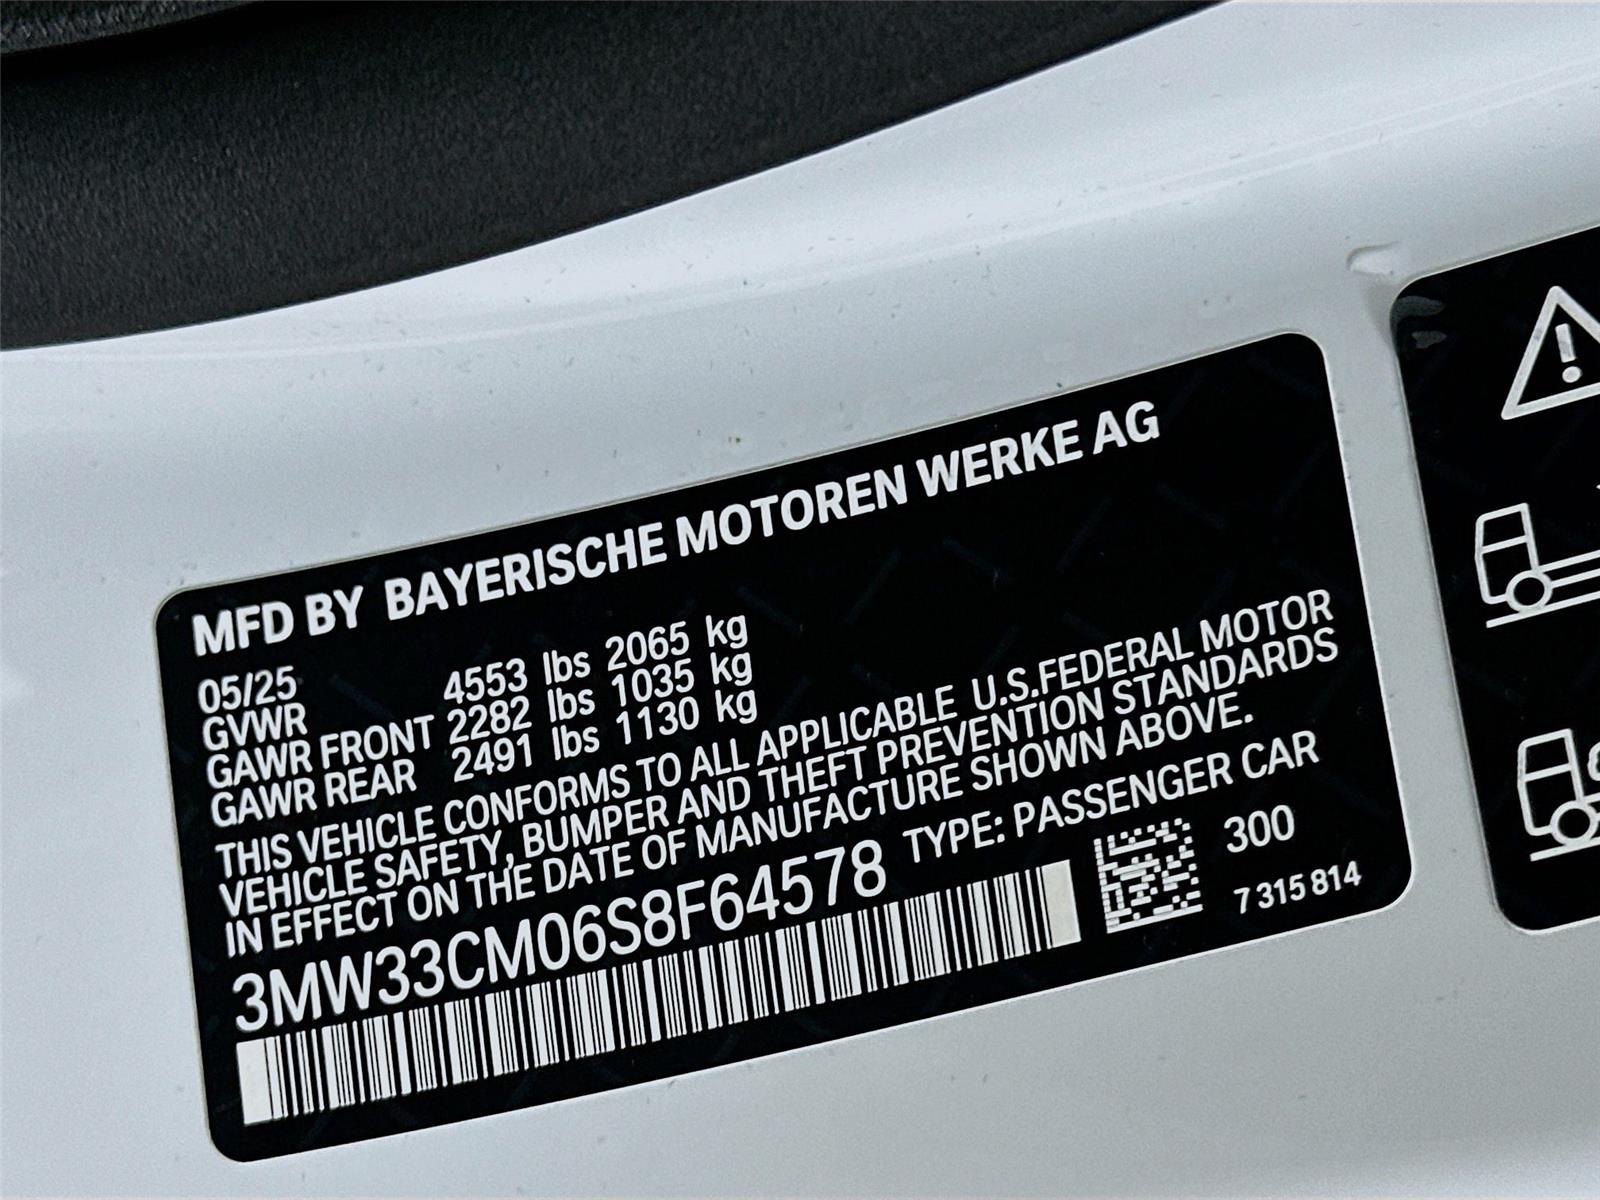 MFD BY BAYERISCHE MOTOREN WERKE AG
05/25
GVWR 4553 lbs 2065 kg
GAWR FRONT 2282 lbs 1035 kg
GAWR REAR 2491 lbs 1130 kg
THIS VEHICLE CONFORMS TO ALL APPLICABLE U.S.FEDERAL MOTOR
VEHICLE SAFETY, BUMPER AND THEFT PREVENTION STANDARDS
IN EFFECT ON THE DATE OF MANUFACTURE SHOWN ABOVE.
3MW33CM06S8F64578 TYPE: PASSENGER CAR
300
7 315 814